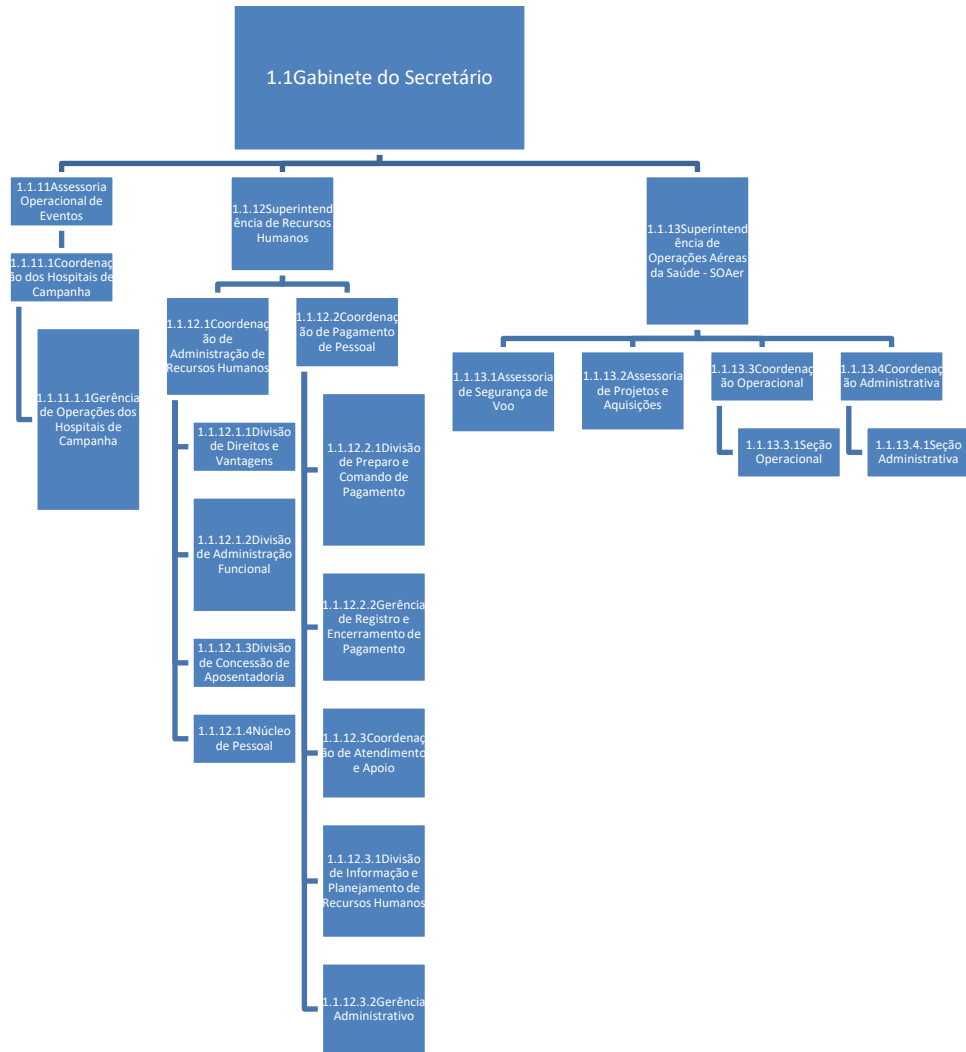 1.1Gabinete do Secretário
1.1.11Assessoria
Operacional de
Eventos
1.1.11.1Coordenaç
ão dos Hospitais de
Campanha
1.1.11.1.1Gerência
de Operações dos
Hospitais de
Campanha
1.1.12Superintend
ência de Recursos
Humanos
1.1.12.1Coordenaç
ão de
Administração de
Recursos Humanos
1.1.12.1.1Divisão
de Direitos e
Vantagens
1.1.12.1.2Divisão
de Administração
Funcional
1.1.12.1.3Divisão
de Concessão de
Aposentadoria
1.1.12.1.4Núcleo
de Pessoal
1.1.12.2Coordenaç
ão de Pagamento
de Pessoal
1.1.12.2.1Divisão
de Preparo e
Comando de
Pagamento
1.1.12.2.2Gerência
de Registro e
Encerramento de
Pagamento
1.1.12.3Coordenaç
ão de Atendimento
e Apoio
1.1.12.3.1Divisão
de Informação e
Planejamento de
Recursos Humanos
1.1.12.3.2Gerência
Administrativo
1.1.13Superintend
ência de
Operações Aéreas
da Saúde - SOAer
1.1.13.1Assessoria
de Segurança de
Voo
1.1.13.2Assessoria
de Projetos e
Aquisições
1.1.13.3Coordenaç
ão Operacional
1.1.13.3.1Seção
Operacional
1.1.13.4Coordenaç
ão Administrativa
1.1.13.4.1Seção
Administrativa